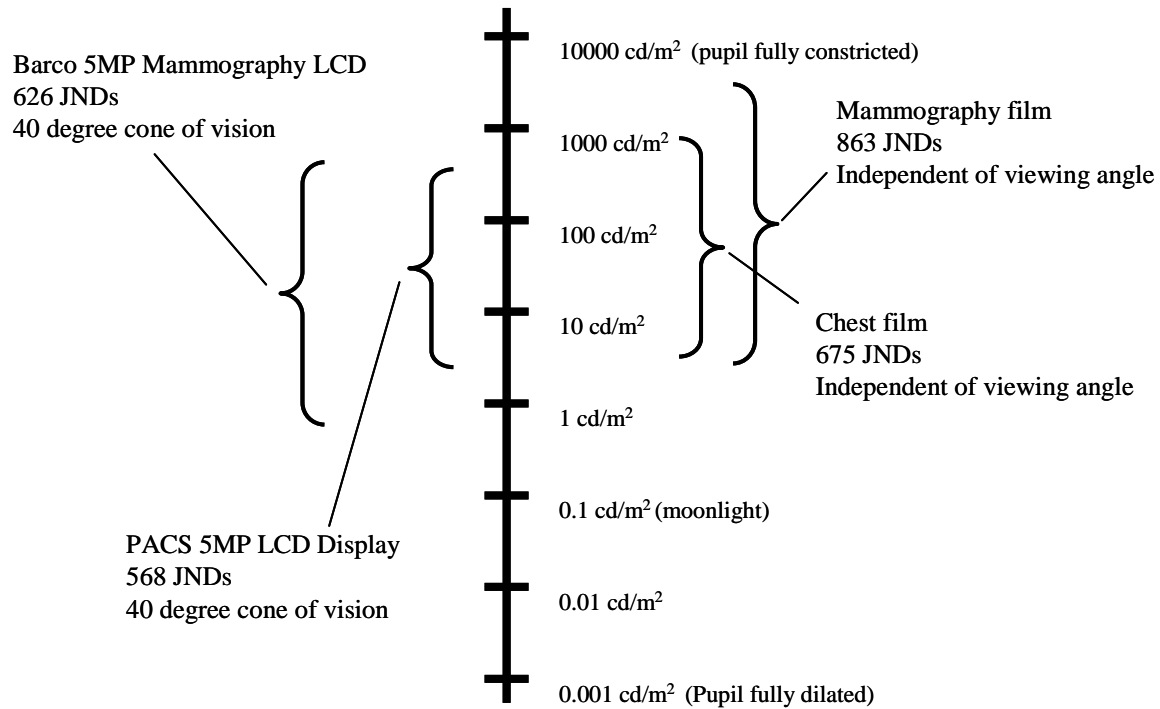 Barco 5MP Mammography LCD
626 JNDs
40 degree cone of vision
PACS 5MP LCD Display
568 JNDs
40 degree cone of vision
10000 cd/m² (pupil fully constricted)
1000 cd/m²
100 cd/m²
10 cd/m²
1 cd/m²
0.1 cd/m² (moonlight)
0.01 cd/m²
0.001 cd/m² (Pupil fully dilated)
Mammography film
863 JNDs
Independent of viewing angle
Chest film
675 JNDs
Independent of viewing angle